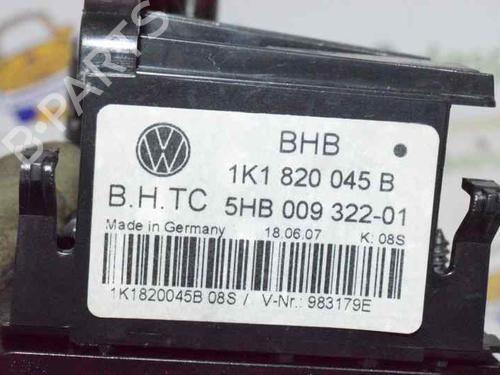 BHB
1K1 820 045 B
B.H.TC 5HB 009 322-01
Made in Germany 18.06.07 K: 08S
1K1820045B 08S / V-Nr.: 983179E
B-PARTS